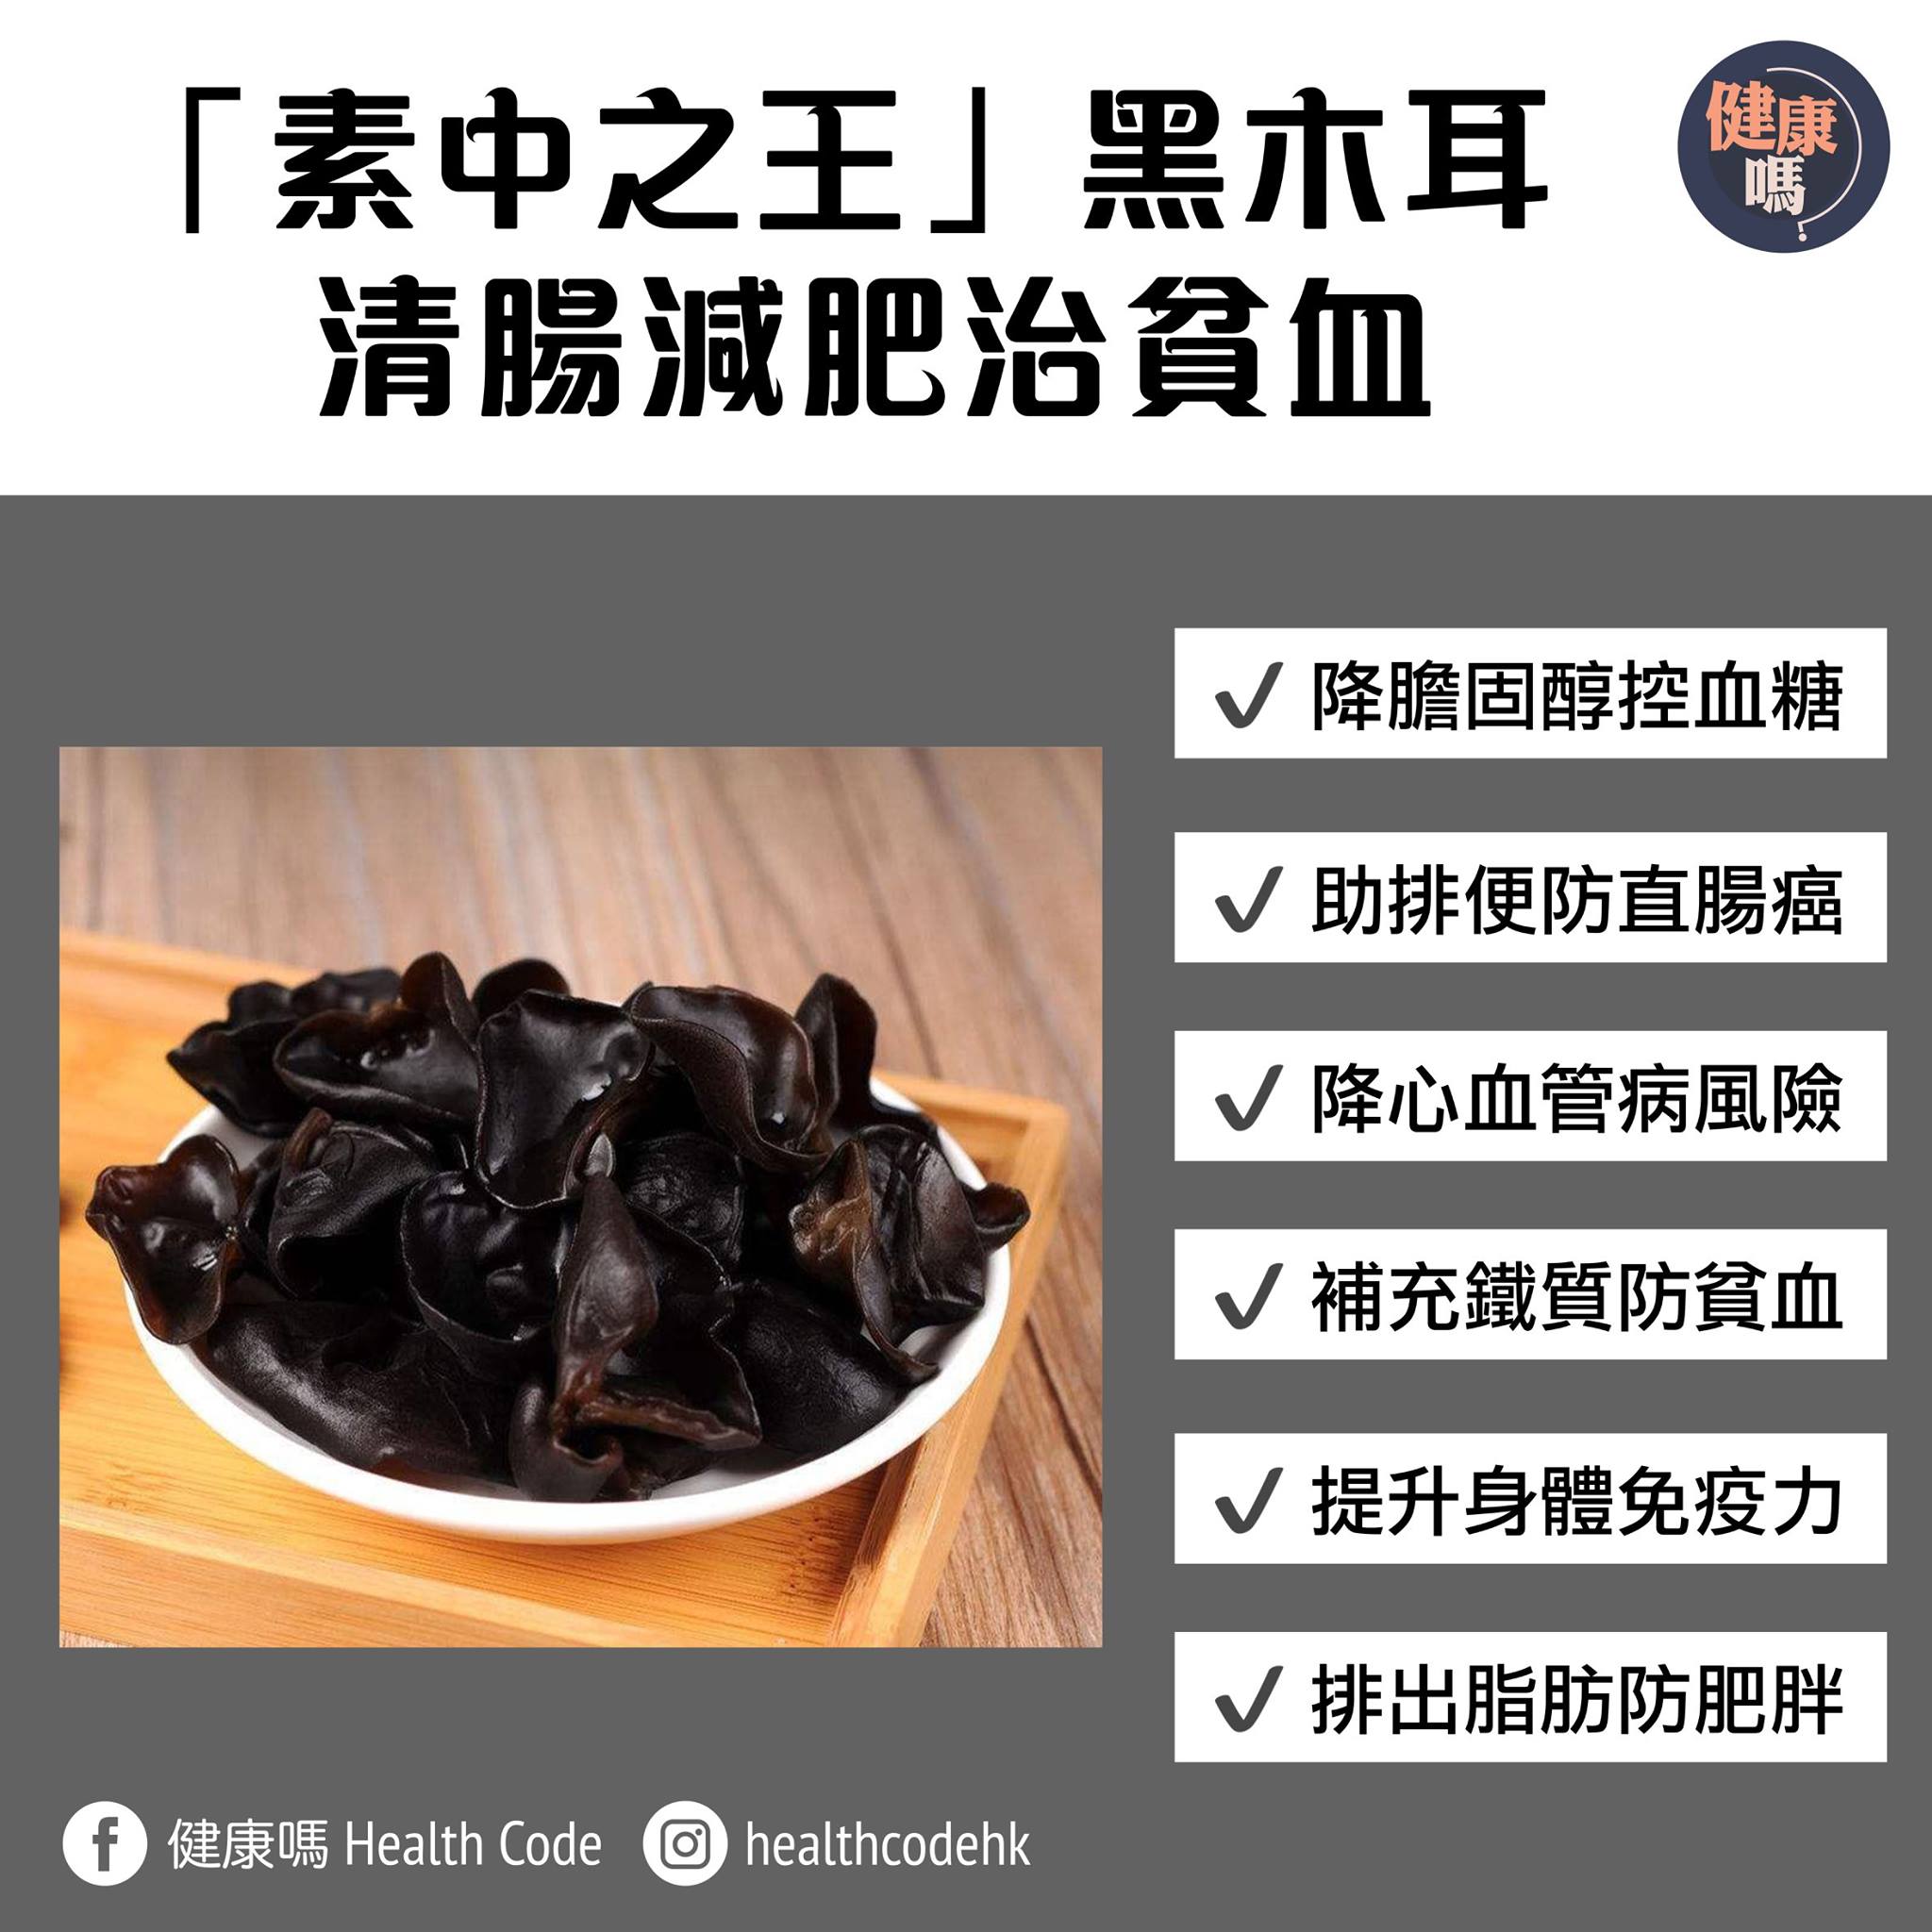 「素中之王」黑木耳
清腸減肥治貧血
健康
嗎?
降膽固醇控血糖
助排便防直腸癌
降心血管病風險
補充鐵質防貧血
提升身體免疫力
排出脂肪防肥胖
健康嗎 Health Code
healthcodehk